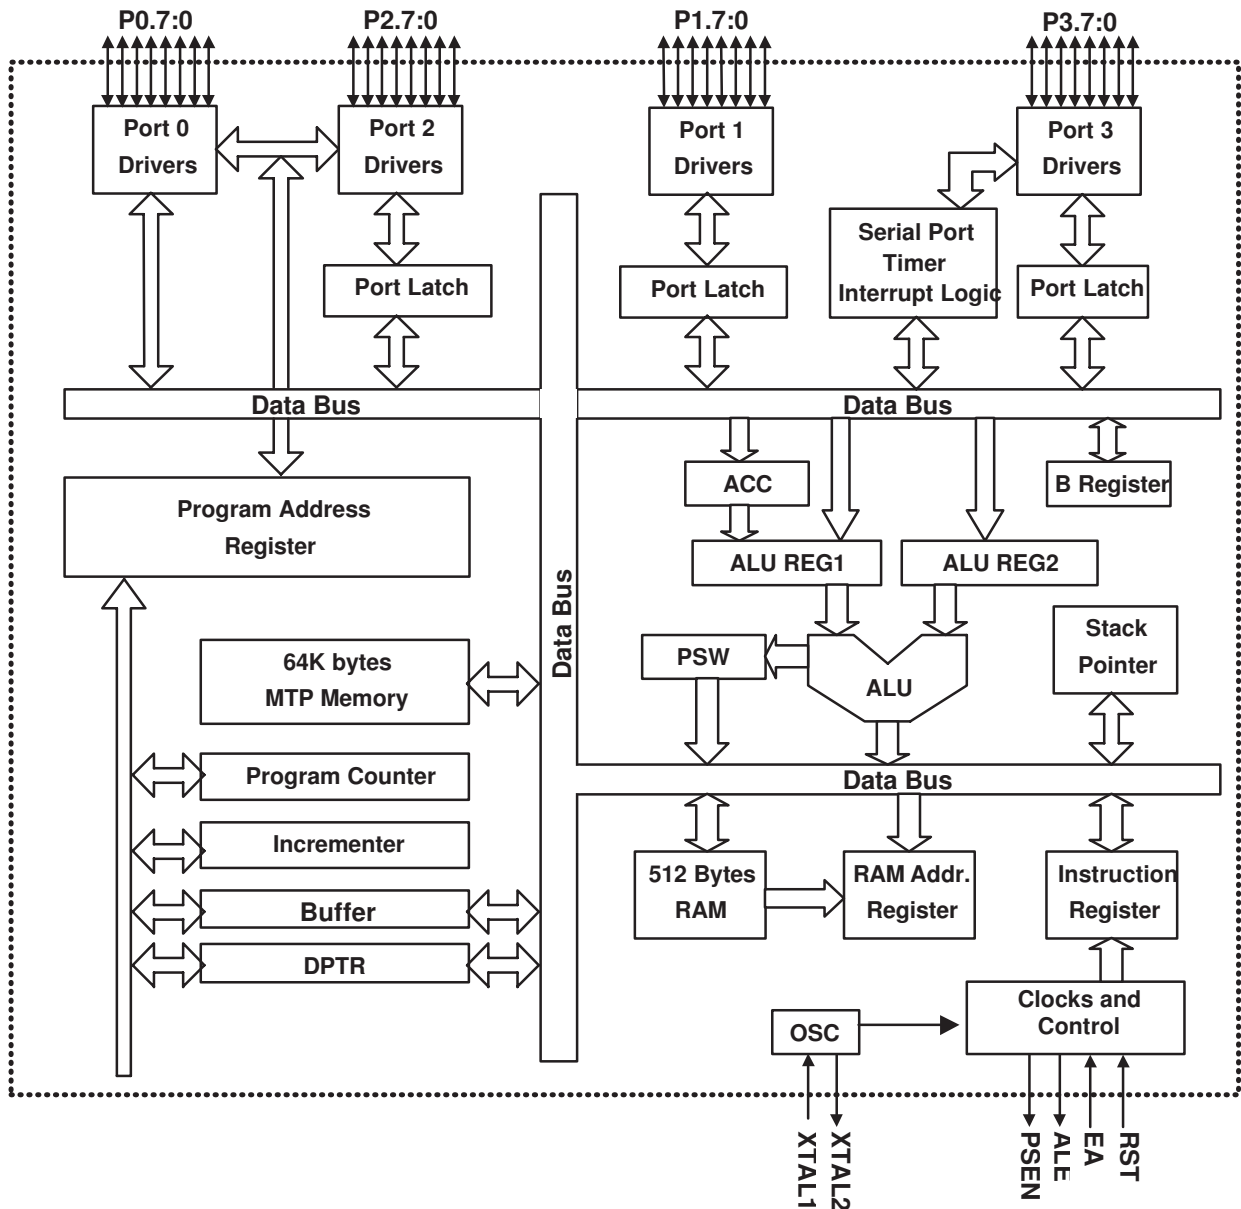 P0.7:0
P2.7:0
P1.7:0
P3.7:0
Port 0
Drivers
Port 2
Drivers
Port 1
Drivers
Port 3
Drivers
Serial Port
Timer
Interrupt Logic
Port Latch
Port Latch
Port Latch
Data Bus
Data Bus
ACC
B Register
Program Address
Register
ALU REG1
ALU REG2
Data Bus
Stack
Pointer
64K bytes
MTP Memory
PSW
ALU
Program Counter
Data Bus
Incrementer
512 Bytes
RAM
RAM Addr.
Register
Instruction
Register
Buffer
DPTR
OSC
Clocks and
Control
XTAL1
XTAL2
PSEN
ALE
EA
RST